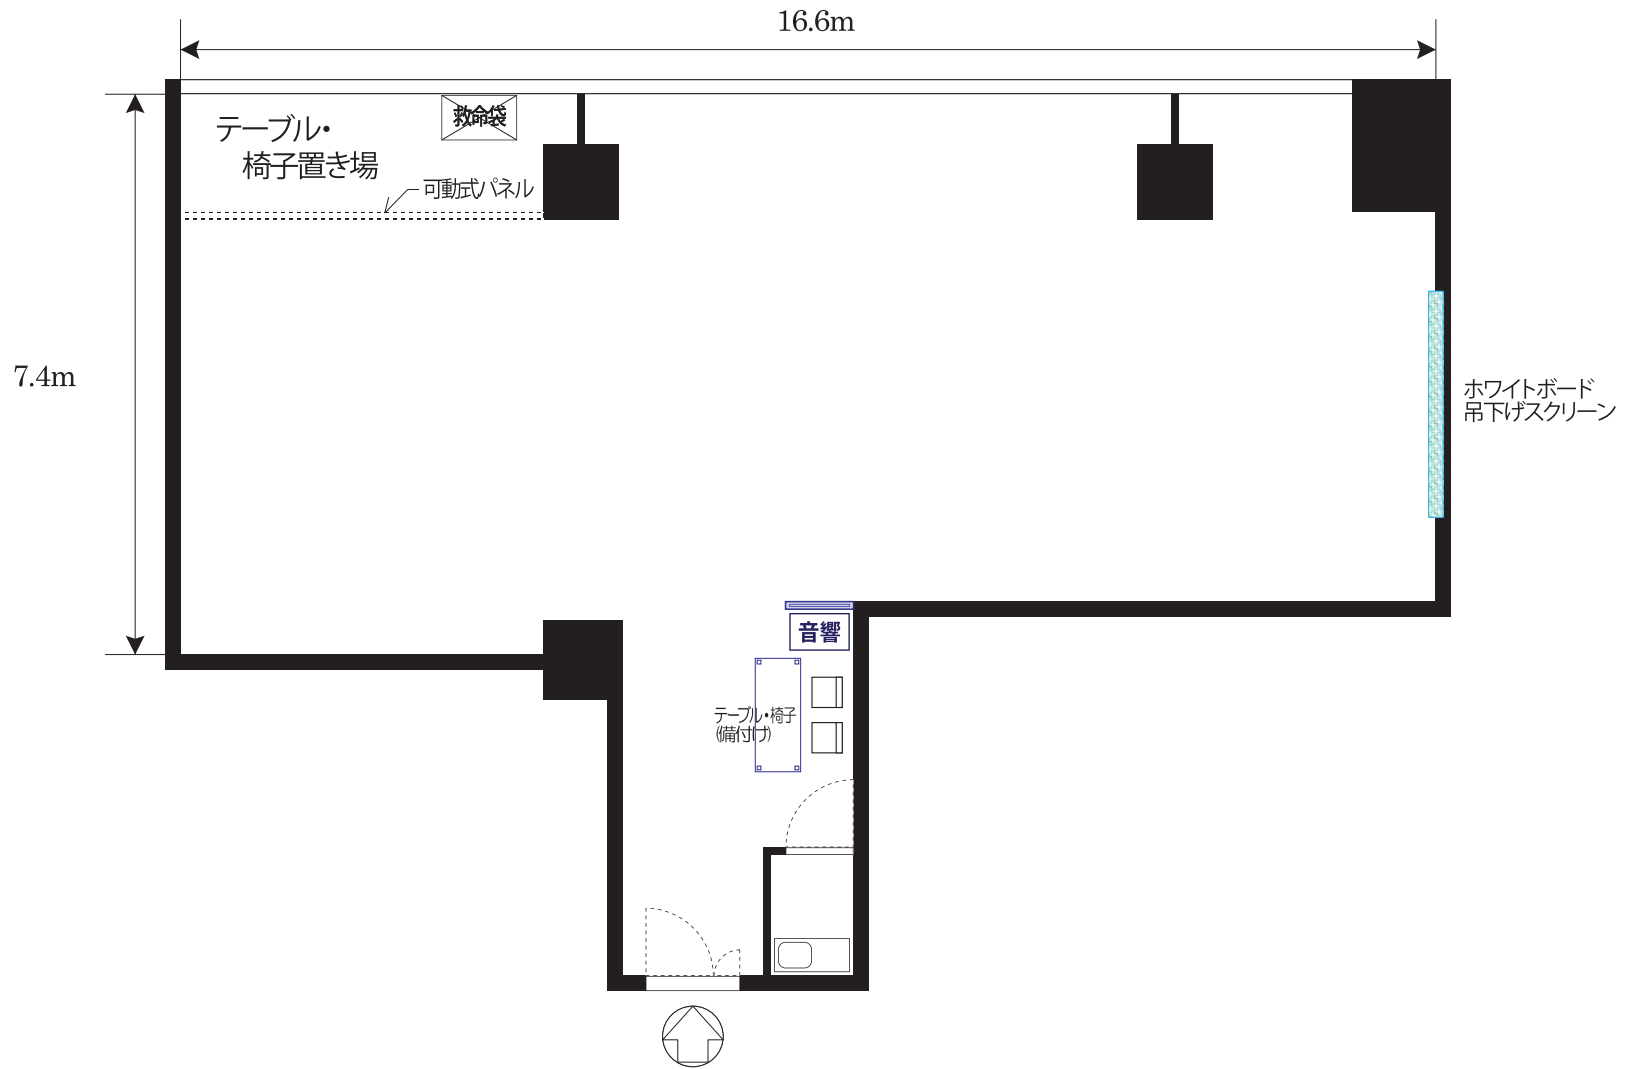 16.6m
救命袋
テーブル・
椅子置き場
可動式パネル
7.4m
ホワイトボード
吊下げスクリーン
音響
テーブル・椅子
(備付け)